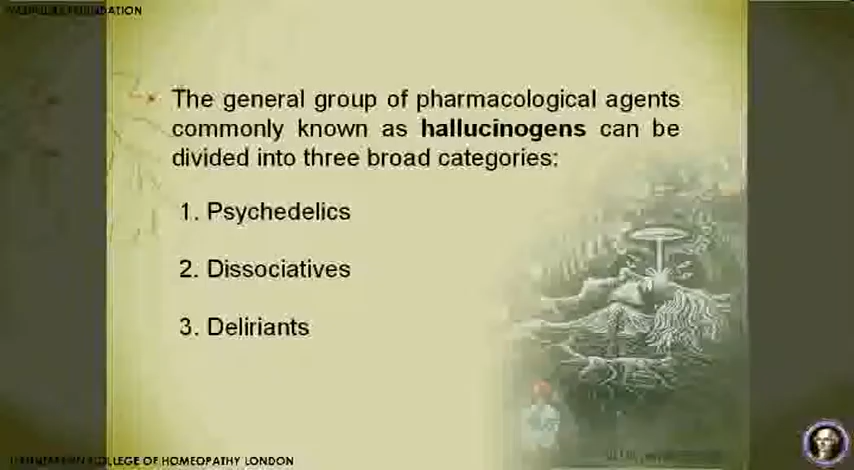 FOUNDATION
The general group of pharmacological agents
commonly known as hallucinogens can be
divided into three broad categories:
1. Psychedelics
2. Dissociatives
3. Deliriants
COLLEGE OF HOMEOPATHY LONDON